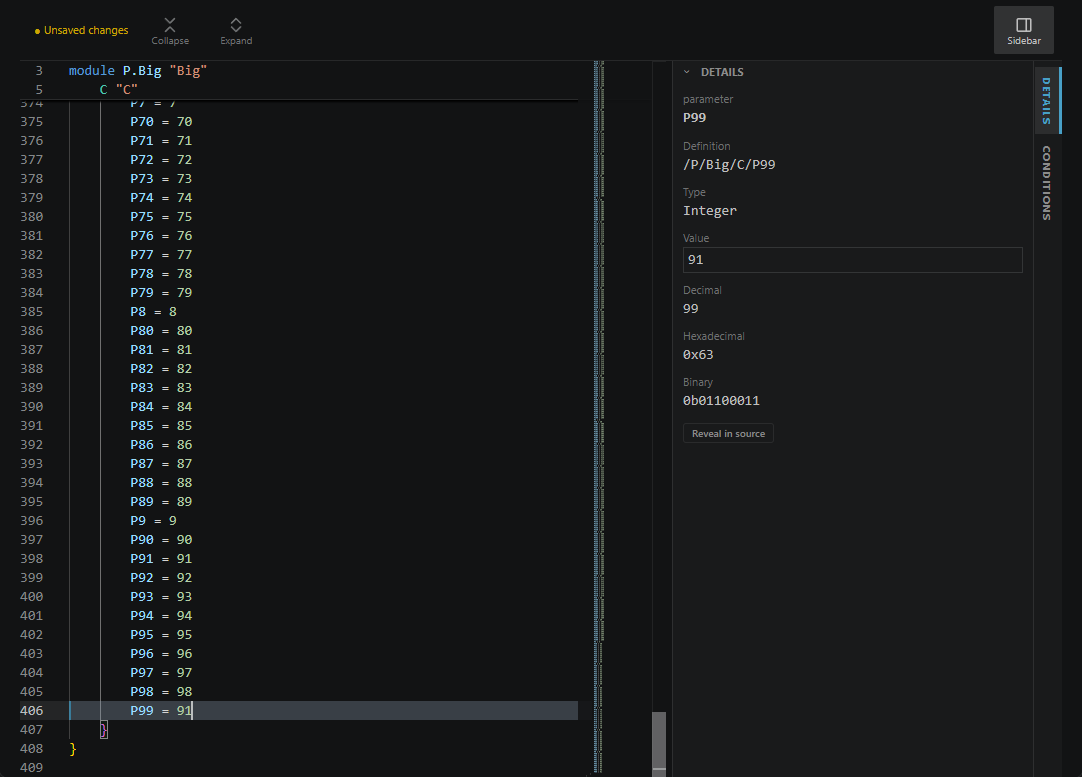 Unsaved changes
Collapse
Expand
Sidebar
3 module P.Big "Big"
5 C "C"
374 P7 = 7
375 P70 = 70
376 P71 = 71
377 P72 = 72
378 P73 = 73
379 P74 = 74
380 P75 = 75
381 P76 = 76
382 P77 = 77
383 P78 = 78
384 P79 = 79
385 P8 = 8
386 P80 = 80
387 P81 = 81
388 P82 = 82
389 P83 = 83
390 P84 = 84
391 P85 = 85
392 P86 = 86
393 P87 = 87
394 P88 = 88
395 P89 = 89
396 P9 = 9
397 P90 = 90
398 P91 = 91
399 P92 = 92
400 P93 = 93
401 P94 = 94
402 P95 = 95
403 P96 = 96
404 P97 = 97
405 P98 = 98
406 P99 = 91
407 }
408 }
409
DETAILS
parameter
P99
Definition
/P/Big/C/P99
Type
Integer
Value
91
Decimal
99
Hexadecimal
0x63
Binary
0b01100011
Reveal in source
DETAILS
CONDITIONS